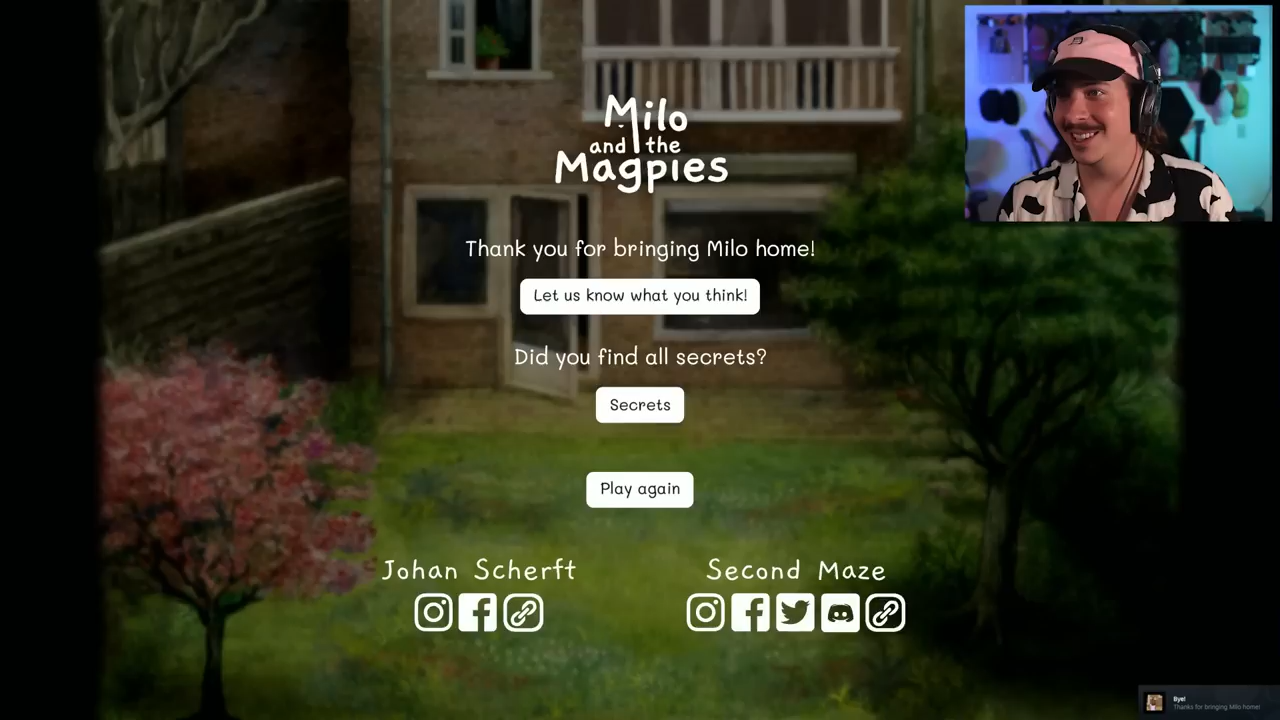 Milo
and the
Magpies
Thank you for bringing Milo home!
Let us know what you think!
Did you find all secrets?
Secrets
Play again
Johan Scherft
Second Maze
Bye!
Thanks for bringing Milo home!